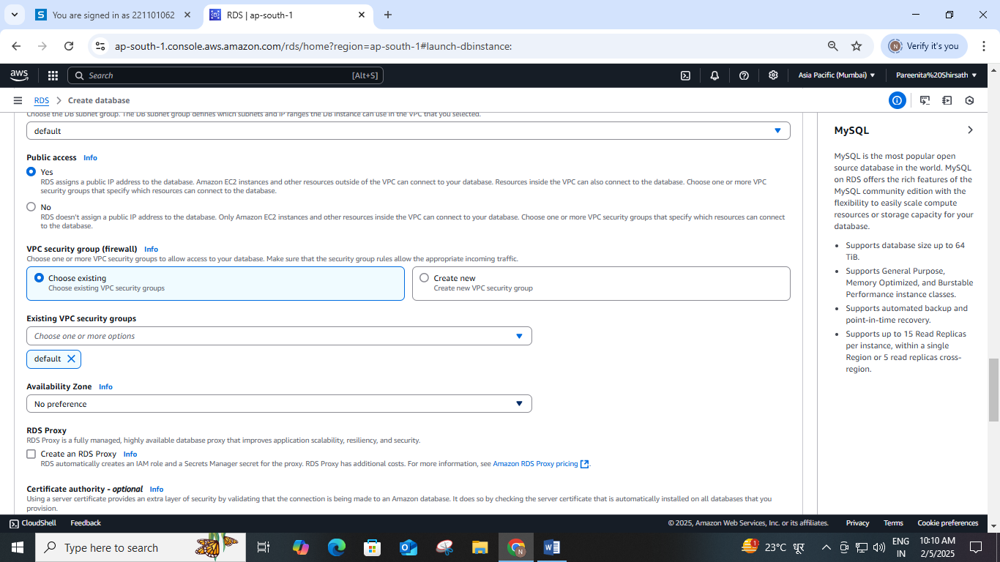 You are signed in as 221101062
RDS | ap-south-1
ap-south-1.console.aws.amazon.com/rds/home?region=ap-south-1#launch-dbinstance:
Verify it's you
N
aws
Search
[Alt+S]
Asia Pacific (Mumbai)
Pareenita%20Shirsath
RDS
Create database
Choose the DB subnet group. The DB subnet group defines which subnets and IP ranges the DB instance can use in the VPC that you selected.
default
Public access Info
Yes
RDS assigns a public IP address to the database. Amazon EC2 instances and other resources outside of the VPC can connect to your database. Resources inside the VPC can also connect to the database. Choose one or more VPC
security groups that specify which resources can connect to the database.
No
RDS doesn't assign a public IP address to the database. Only Amazon EC2 instances and other resources inside the VPC can connect to your database. Choose one or more VPC security groups that specify which resources can connect
to the database.
VPC security group (firewall) Info
Choose one or more VPC security groups to allow access to your database. Make sure that the security group rules allow the appropriate incoming traffic.
Choose existing
Choose existing VPC security groups
Create new
Create new VPC security group
Existing VPC security groups
Choose one or more options
default
Availability Zone Info
No preference
RDS Proxy
RDS Proxy is a fully managed, highly available database proxy that improves application scalability, resiliency, and security.
Create an RDS Proxy Info
RDS automatically creates an IAM role and a Secrets Manager secret for the proxy. RDS Proxy has additional costs. For more information, see Amazon RDS Proxy pricing.
Certificate authority - optional Info
Using a server certificate provides an extra layer of security by validating that the connection is being made to an Amazon database. It does so by checking the server certificate that is automatically installed on all databases that you
provision.
MySQL
MySQL is the most popular open
source database in the world. MySQL
on RDS offers the rich features of the
MySQL community edition with the
flexibility to easily scale compute
resources or storage capacity for your
database.
• Supports database size up to 64
TiB.
• Supports General Purpose,
Memory Optimized, and Burstable
Performance instance classes.
• Supports automated backup and
point-in-time recovery.
• Supports up to 15 Read Replicas
per instance, within a single
Region or 5 read replicas cross-
region.
CloudShell
Feedback
© 2025, Amazon Web Services, Inc. or its affiliates.
Privacy
Terms
Cookie preferences
Type here to search
1
23°C धूर
ENG
IN
10:10 AM
2/5/2025